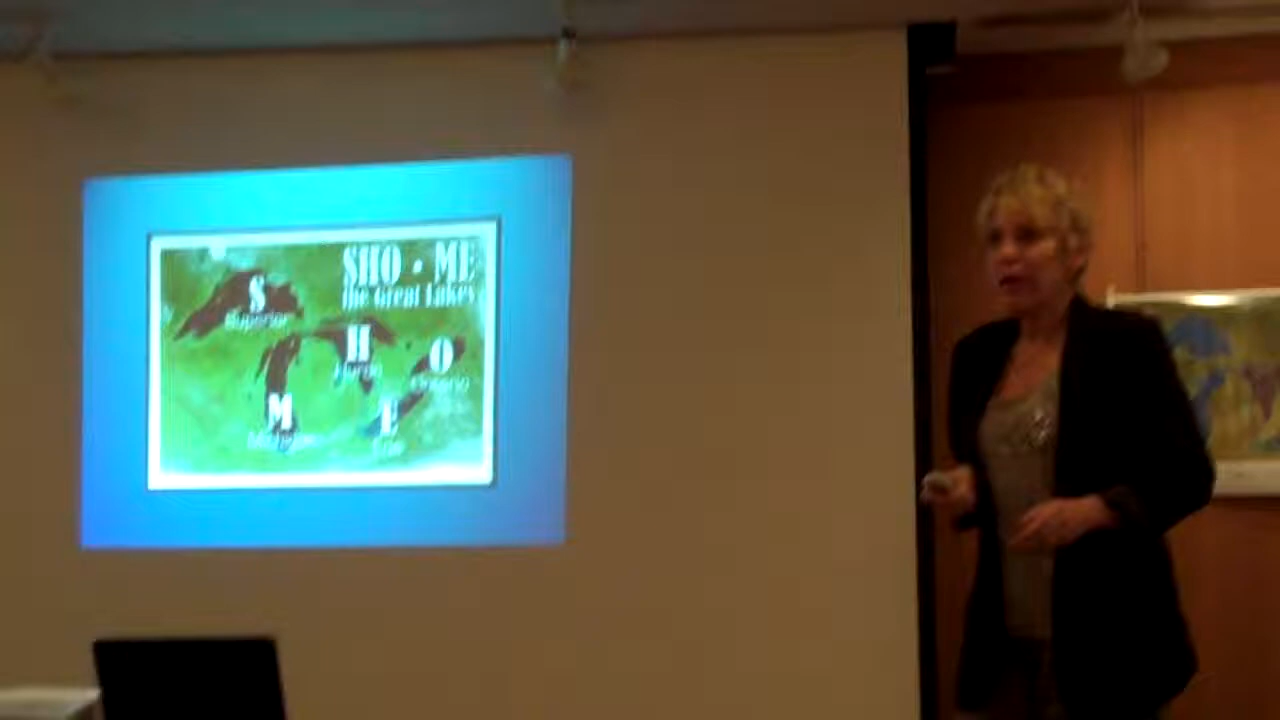 SHO • ME
the Great Lakes
S
Superior
H
Huron
O
Ontario
M
Michigan
E
Erie